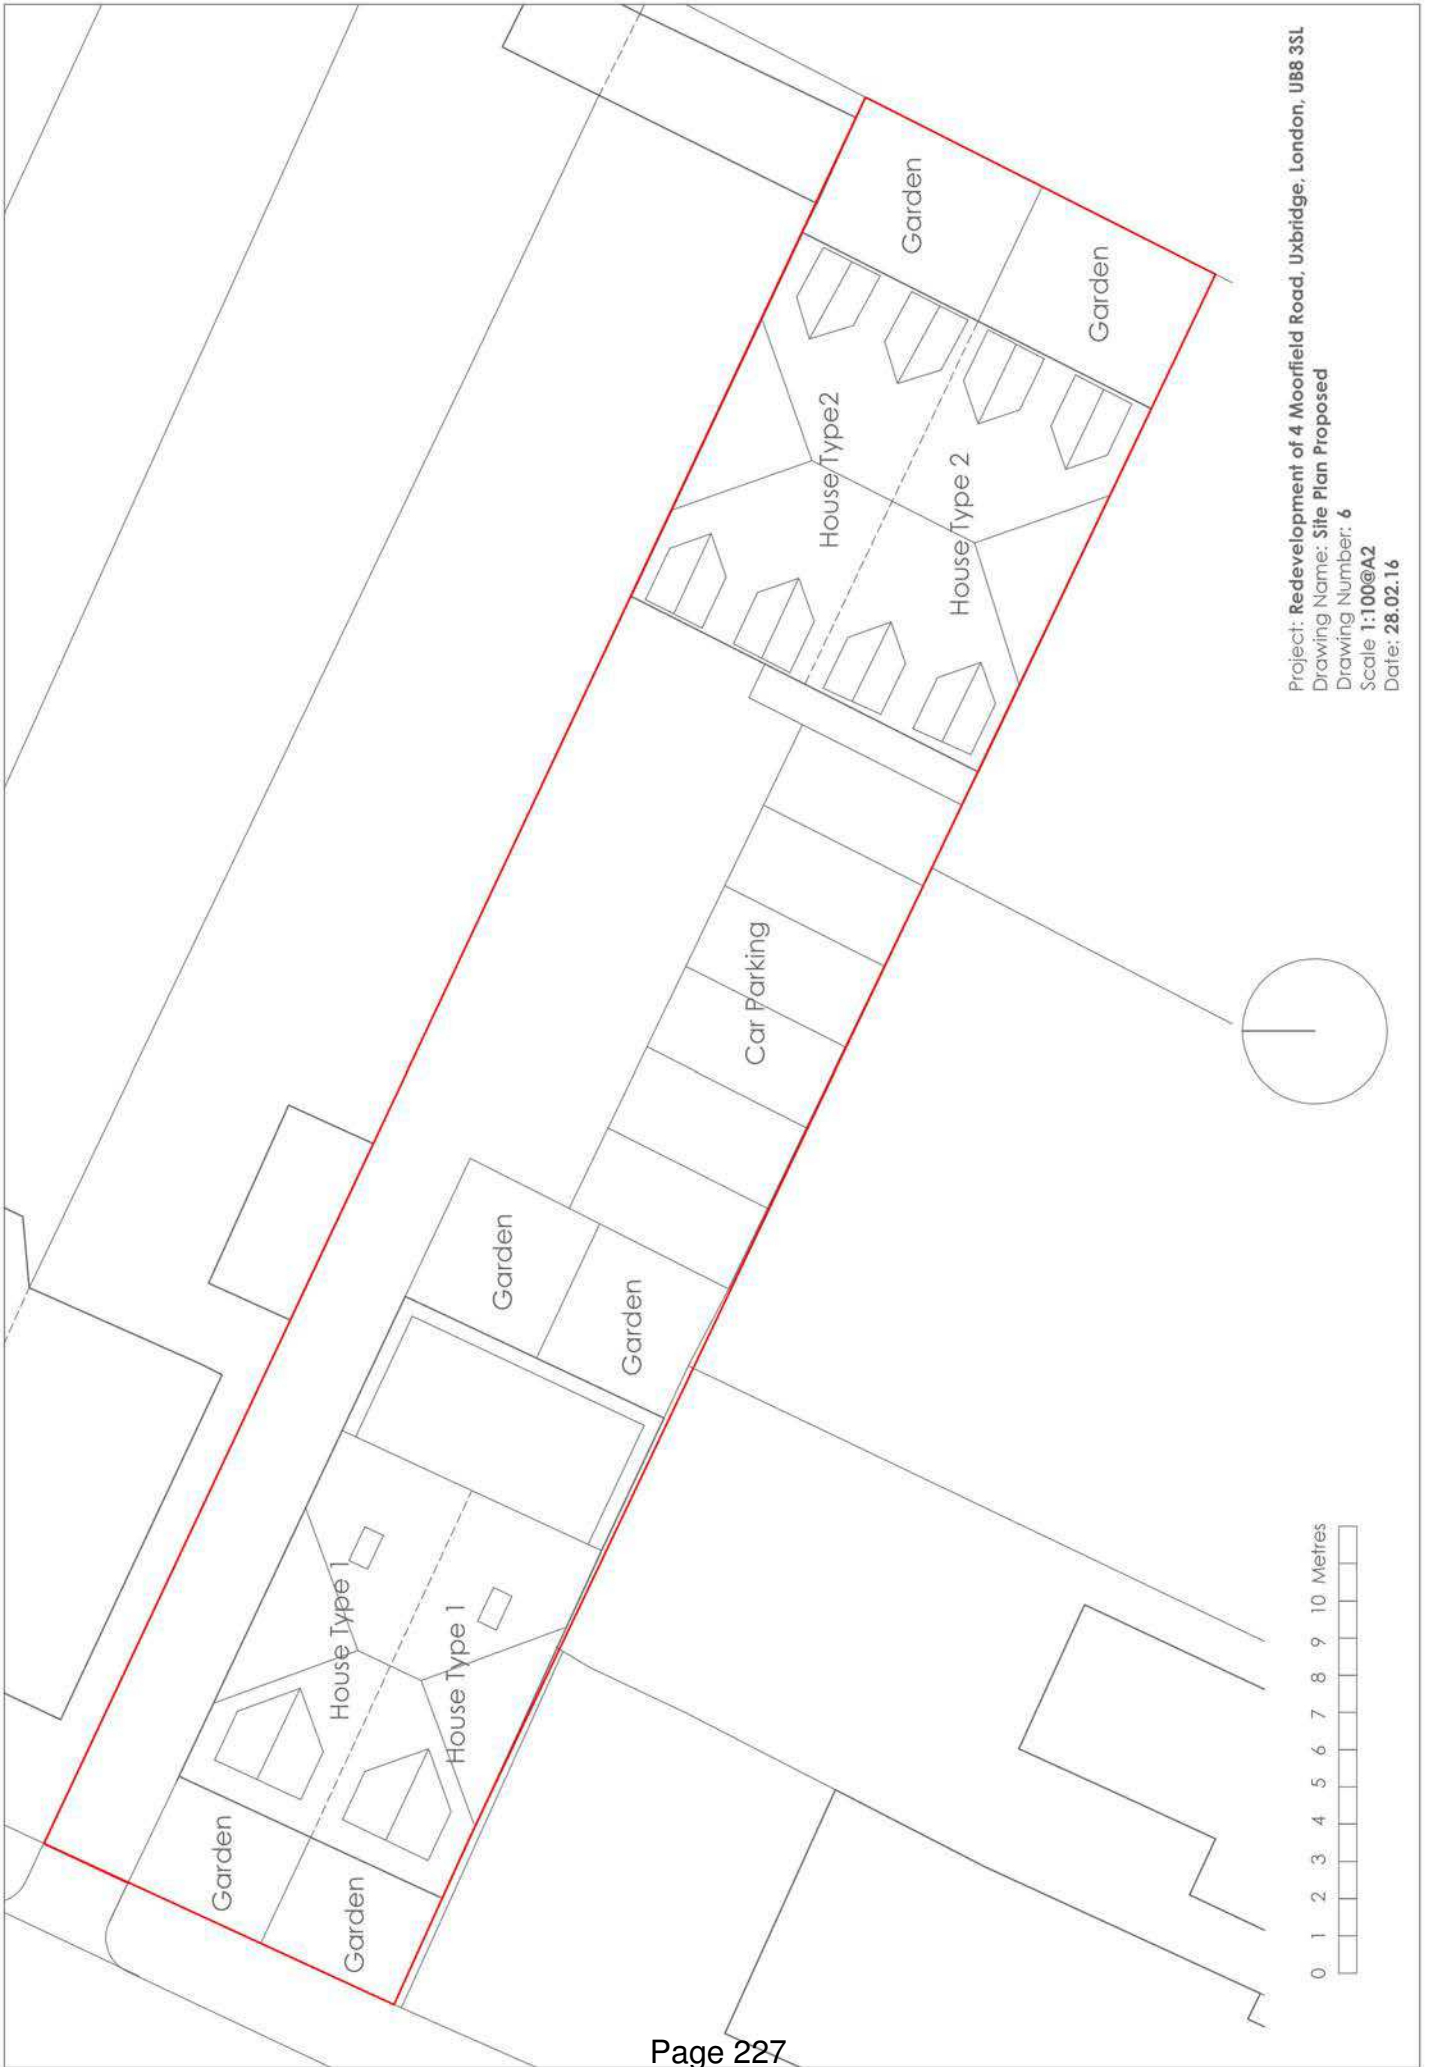 Project: Redevelopment of 4 Moorfield Road, Uxbridge, London, UB8 3SL
Drawing Name: Site Plan Proposed
Drawing Number: 6
Scale 1:100@A2
Date: 28.02.16
Garden
Garden
House Type2
House Type 2
Car Parking
Garden
Garden
House Type 1
House Type 1
Garden
Garden
0 1 2 3 4 5 6 7 8 9 10 Metres
Page 227